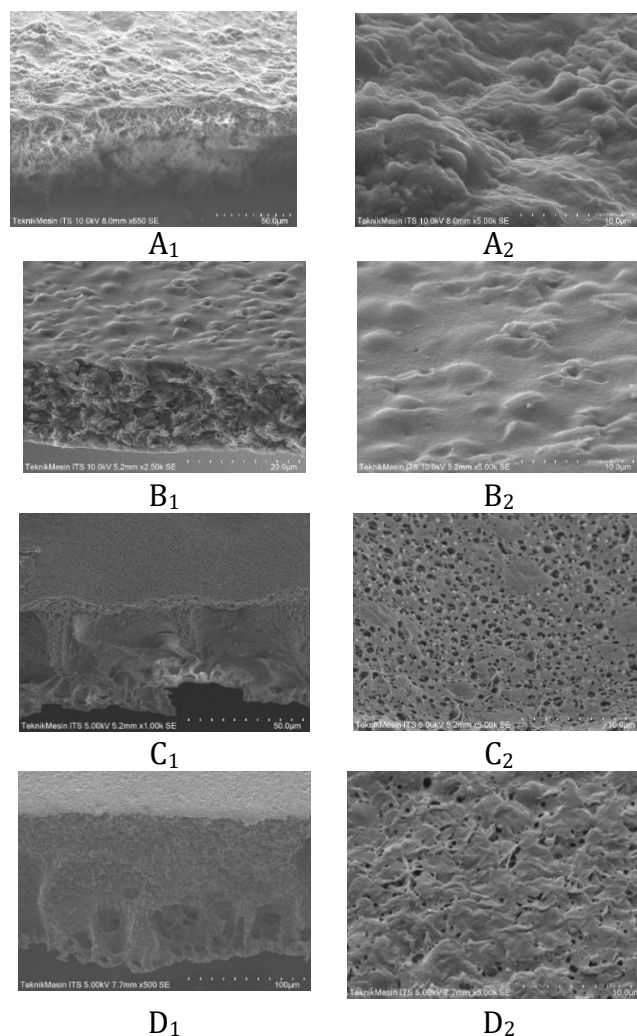 TeknikMesin ITS 10.0kV 8.0mm x650 SE 50.0µm
TeknikMesin ITS 10.0kV 8.0mm x5.00k SE 10.0µm
A₁ A₂
TeknikMesin ITS 10.0kV 5.2mm x2.50k SE 20.0µm
TeknikMesin ITS 10.0kV 5.2mm x5.00k SE 10.0µm
B₁ B₂
TeknikMesin ITS 5.00kV 5.2mm x1.00k SE 50.0µm
TeknikMesin ITS 5.00kV 5.2mm x5.00k SE 10.0µm
C₁ C₂
TeknikMesin ITS 5.00kV 7.7mm x500 SE 100µm
TeknikMesin ITS 5.00kV 7.7mm x5.00k SE 10.0µm
D₁ D₂